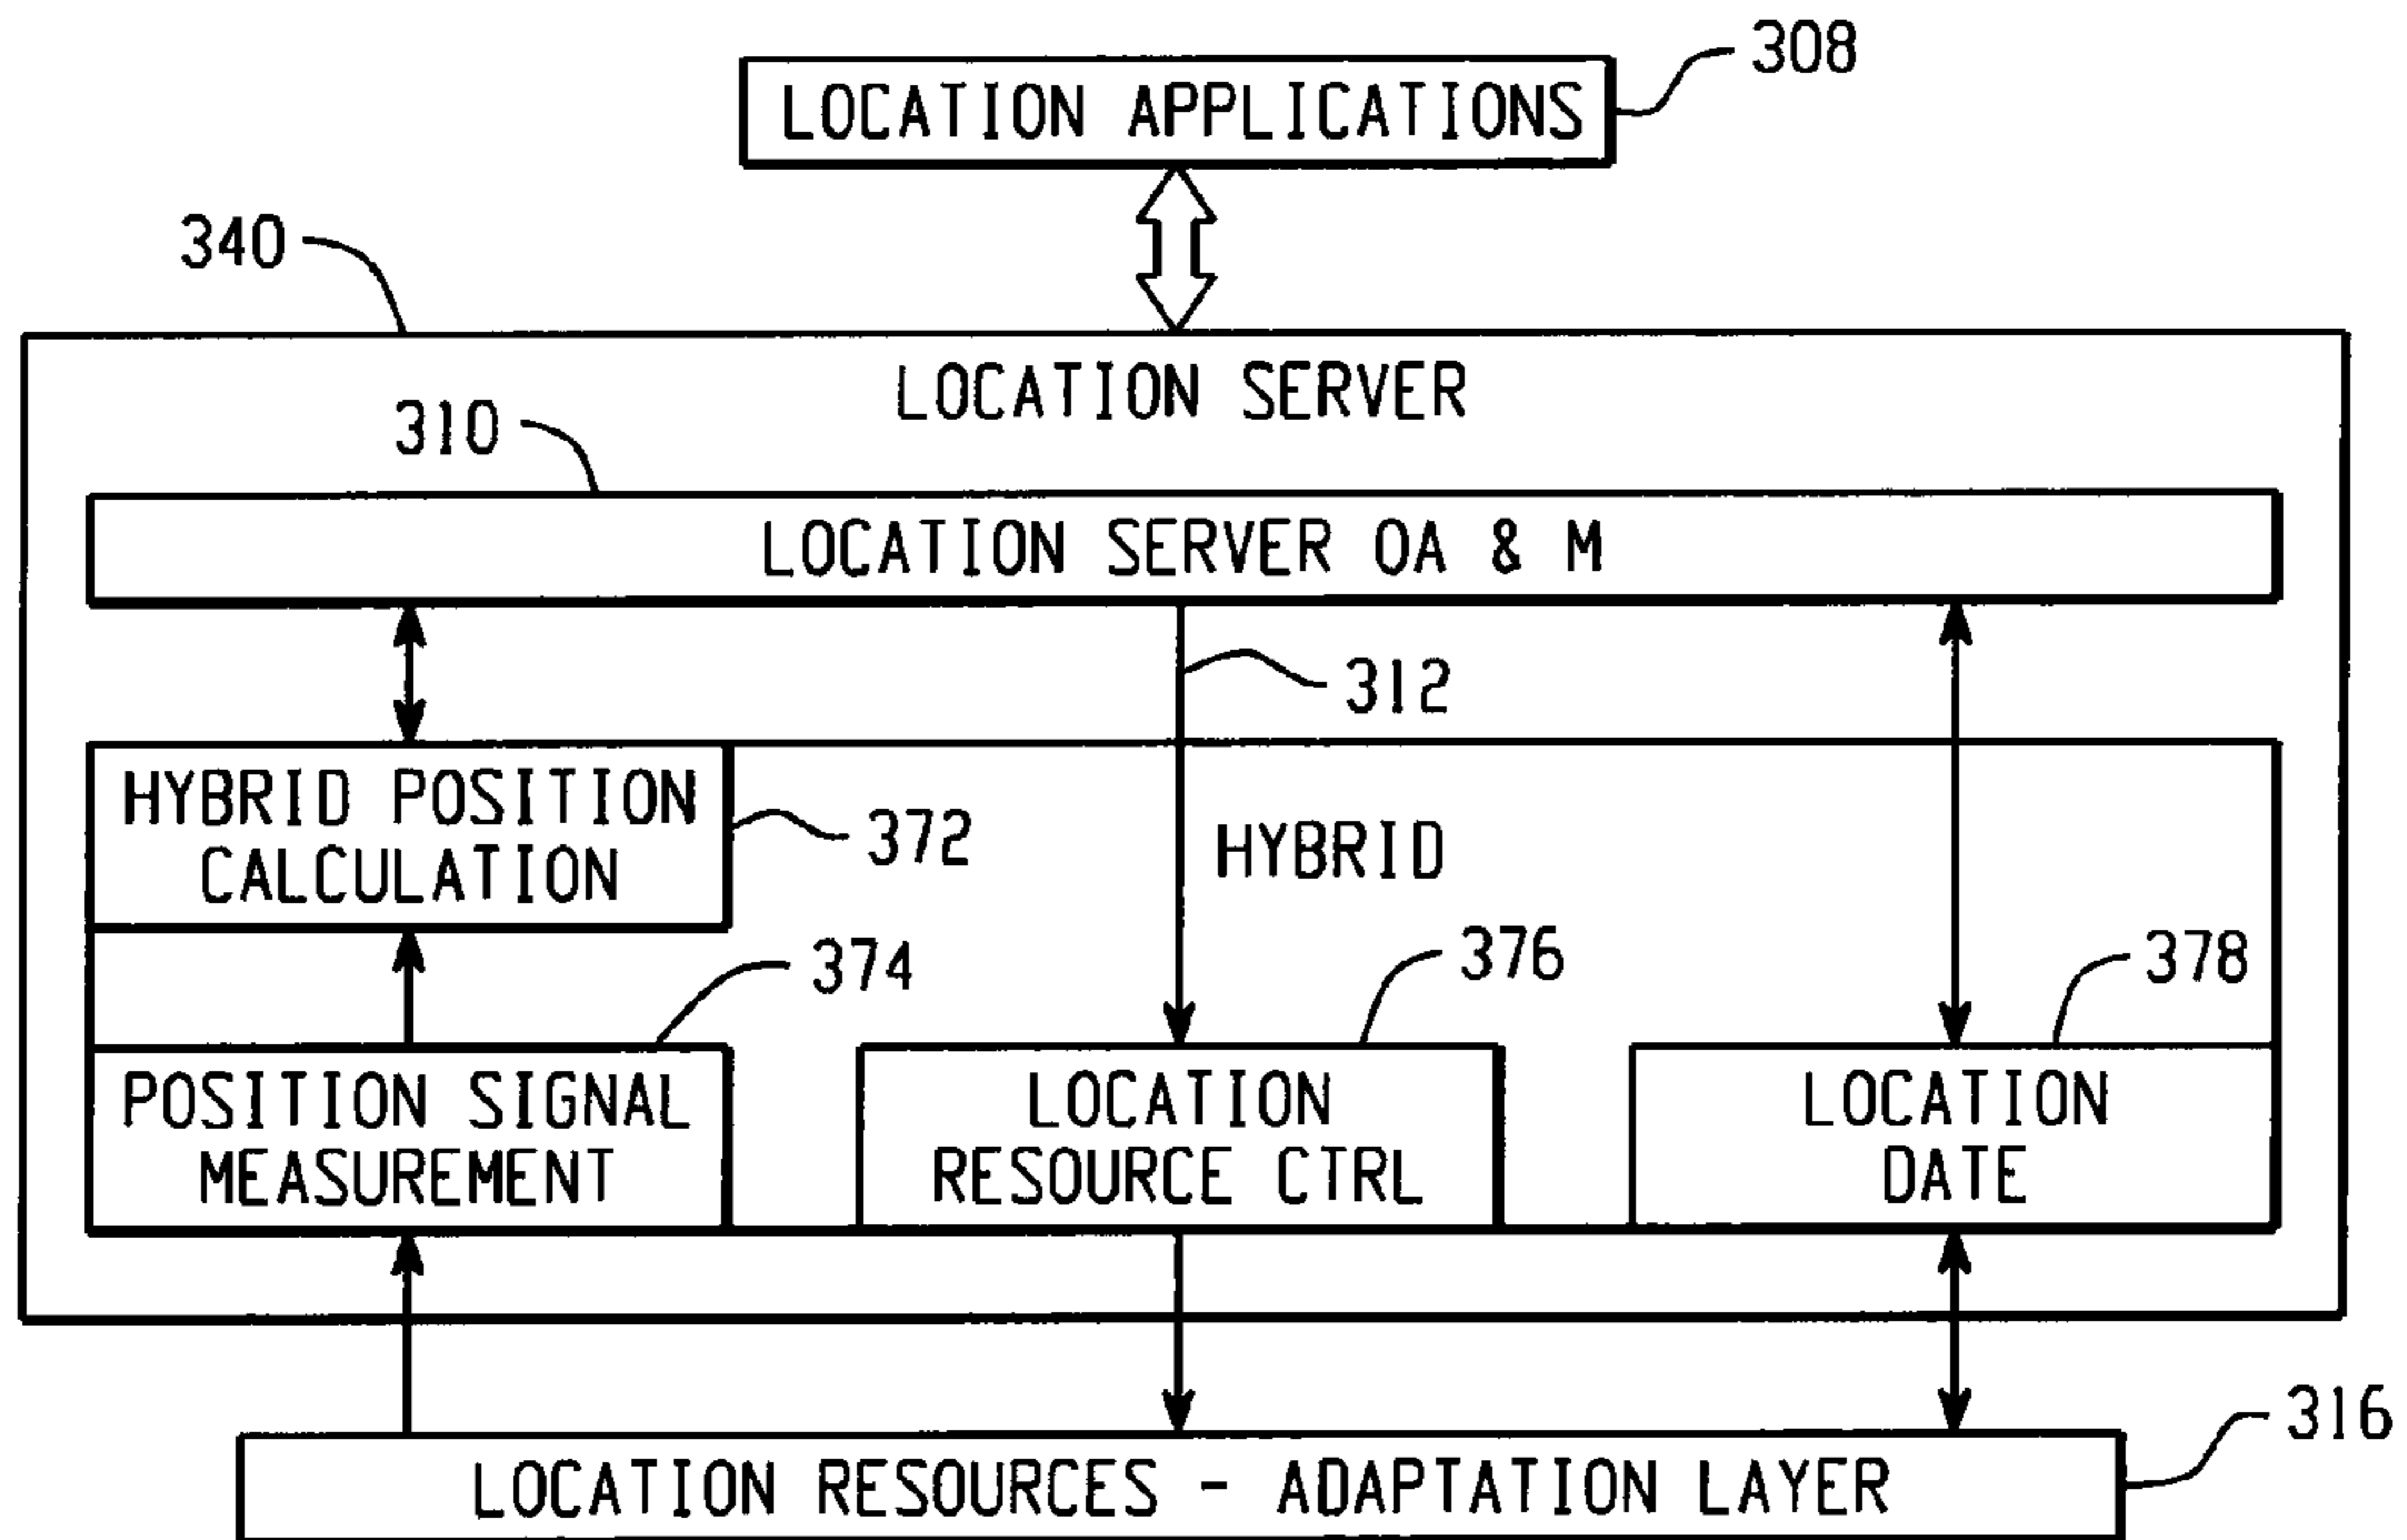 308
LOCATION APPLICATIONS
340
LOCATION SERVER
310
LOCATION SERVER OA & M
312
HYBRID POSITION
CALCULATION
372
HYBRID
374
376
378
POSITION SIGNAL
MEASUREMENT
LOCATION
RESOURCE CTRL
LOCATION
DATE
316
LOCATION RESOURCES - ADAPTATION LAYER